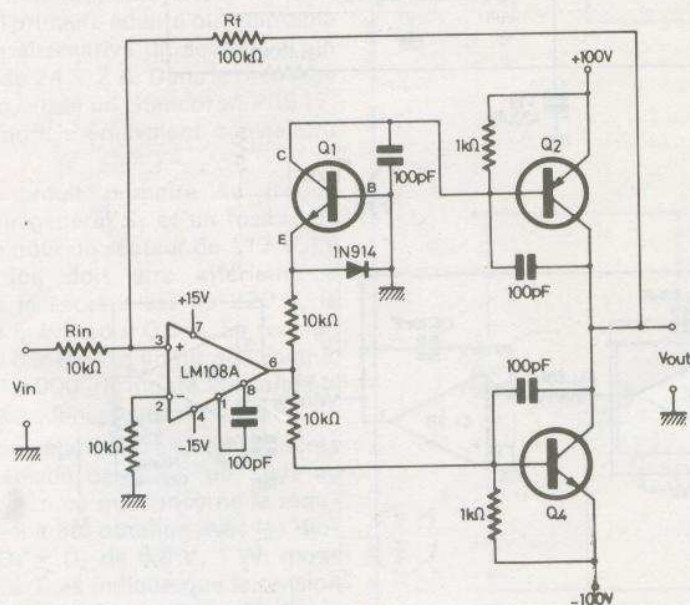 Rf
100kΩ
+100V
1kΩ
Q2
Q1
C
B
E
100pF
100pF
1N914
10kΩ
+15V
7
Rin
10kΩ
3
+
LM108A
6
2
−
8
4
1
−15V
100pF
10kΩ
10kΩ
Vin
100pF
Vout
1kΩ
Q4
-100V